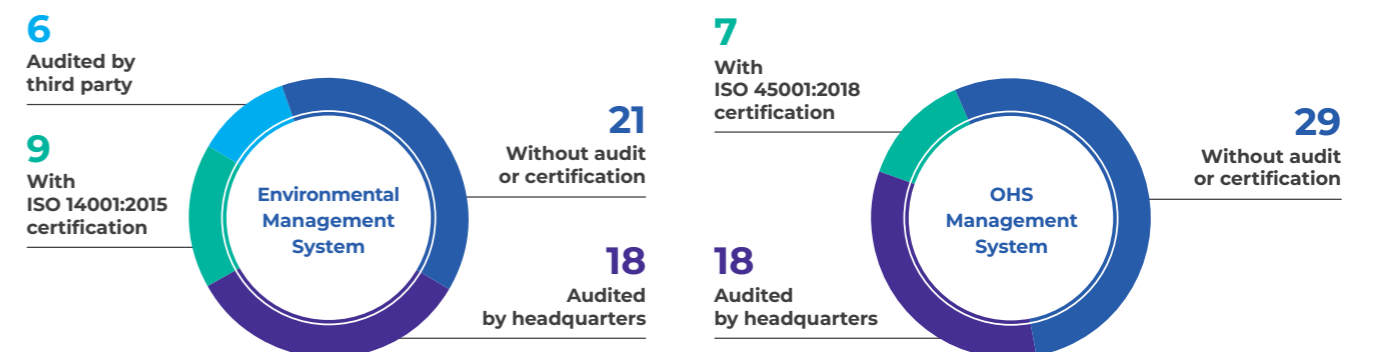 6
Audited by
third party
9
With
ISO 14001:2015
certification
Environmental
Management
System
21
Without audit
or certification
18
Audited
by headquarters
7
With
ISO 45001:2018
certification
18
Audited
by headquarters
OHS
Management
System
29
Without audit
or certification